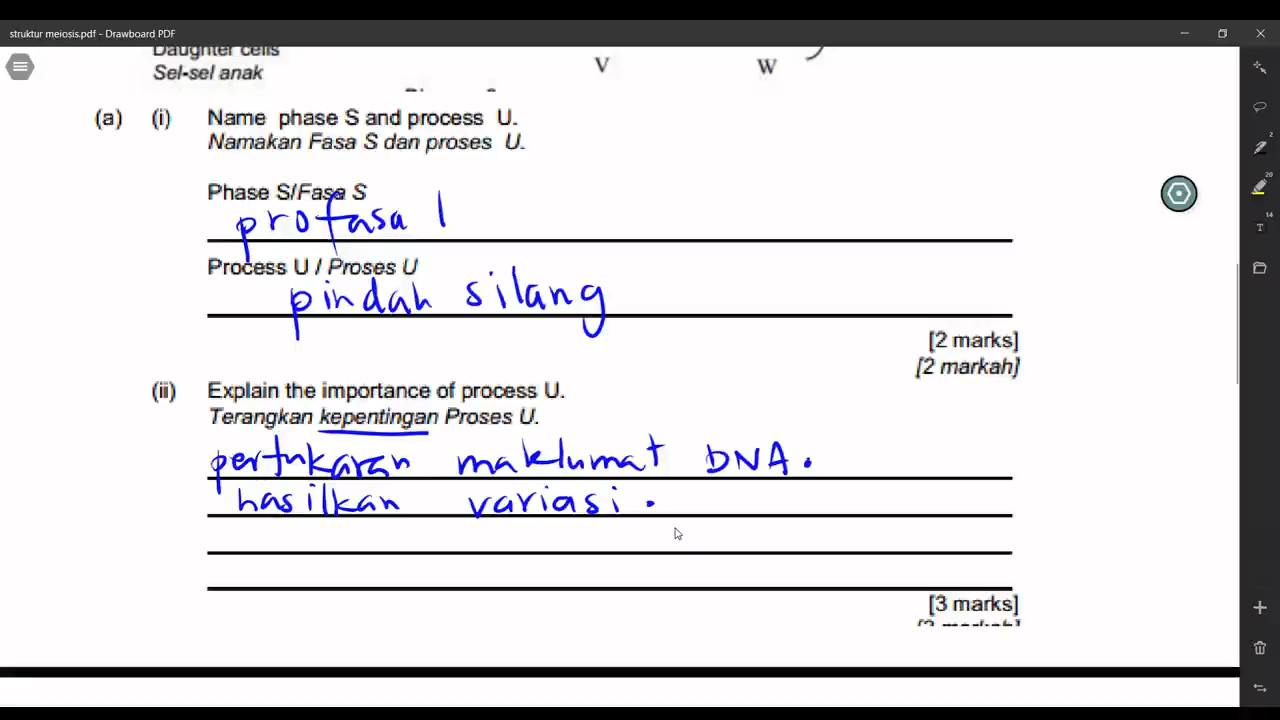 struktur meiosis.pdf - Drawboard PDF
Daughter cells
Sel-sel anak
V W
(a) (i) Name phase S and process U.
Namakan Fasa S dan proses U.
Phase S/Fasa S
profasa I
Process U / Proses U
pindah silang
[2 marks]
[2 markah]
(ii) Explain the importance of process U.
Terangkan kepentingan Proses U.
pertukaran maklumat DNA.
hasilkan variasi.
[3 marks]